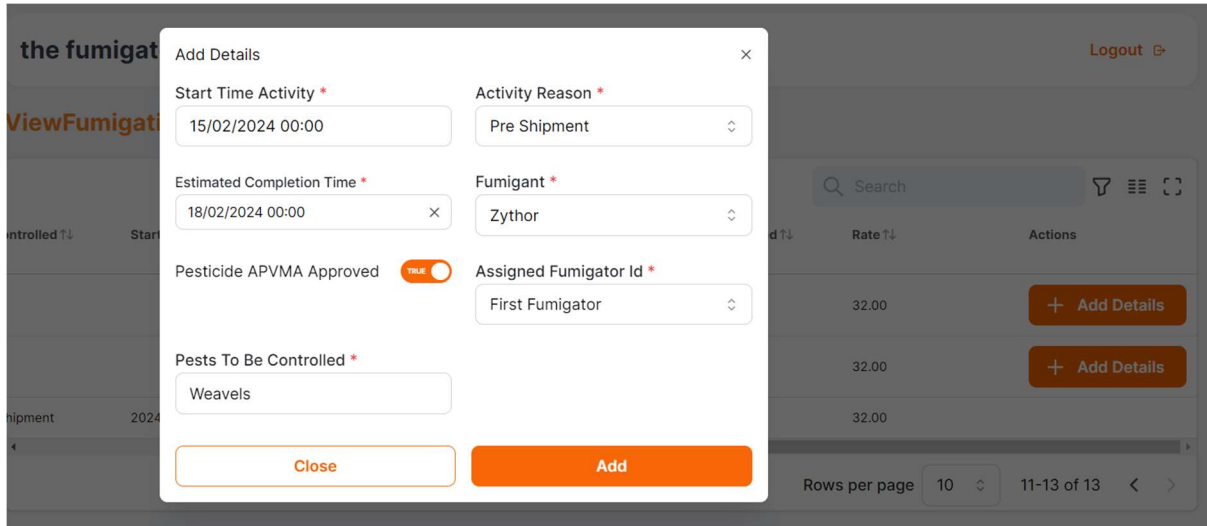 the fumigat
Logout
ViewFumigati
Add Details
Start Time Activity *
Activity Reason *
15/02/2024 00:00
Pre Shipment
Estimated Completion Time *
Fumigant *
18/02/2024 00:00
Zythor
Search
ntrolled
Start
d
Rate
Actions
Pesticide APVMA Approved
TRUE
Assigned Fumigator Id *
First Fumigator
32.00
+ Add Details
Pests To Be Controlled *
Weavels
32.00
+ Add Details
hipment
2024
32.00
Close
Add
Rows per page
10
11-13 of 13